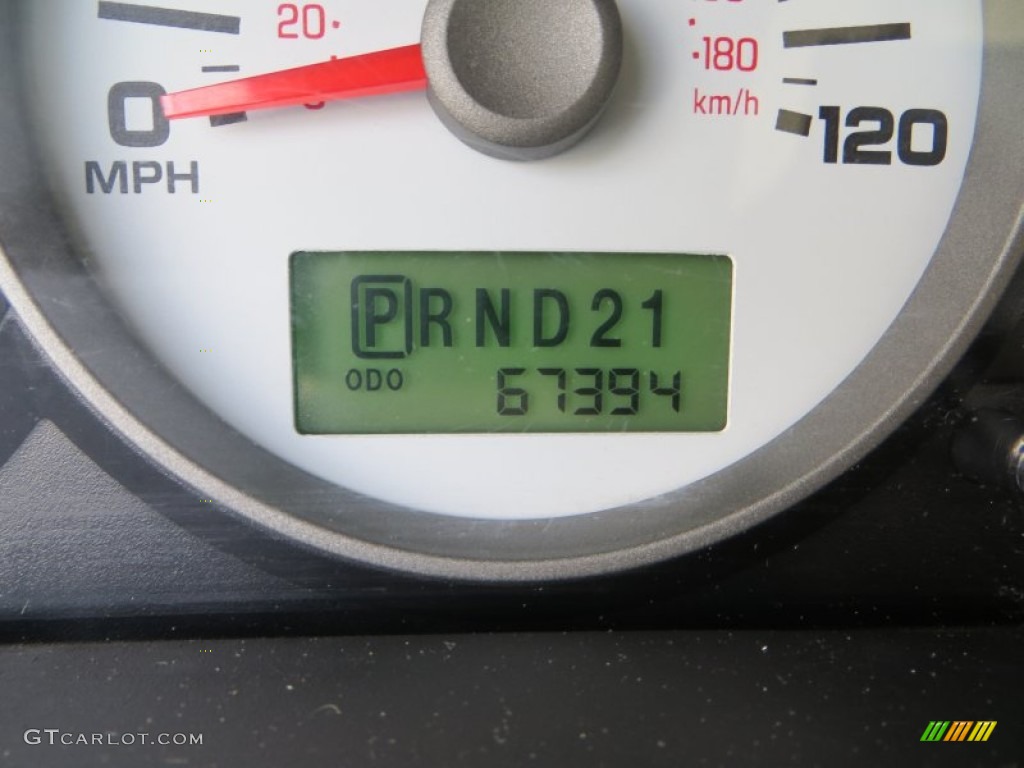 20
180
km/h
0
120
MPH
PRND21
ODO 67394
GTCARLOT.COM